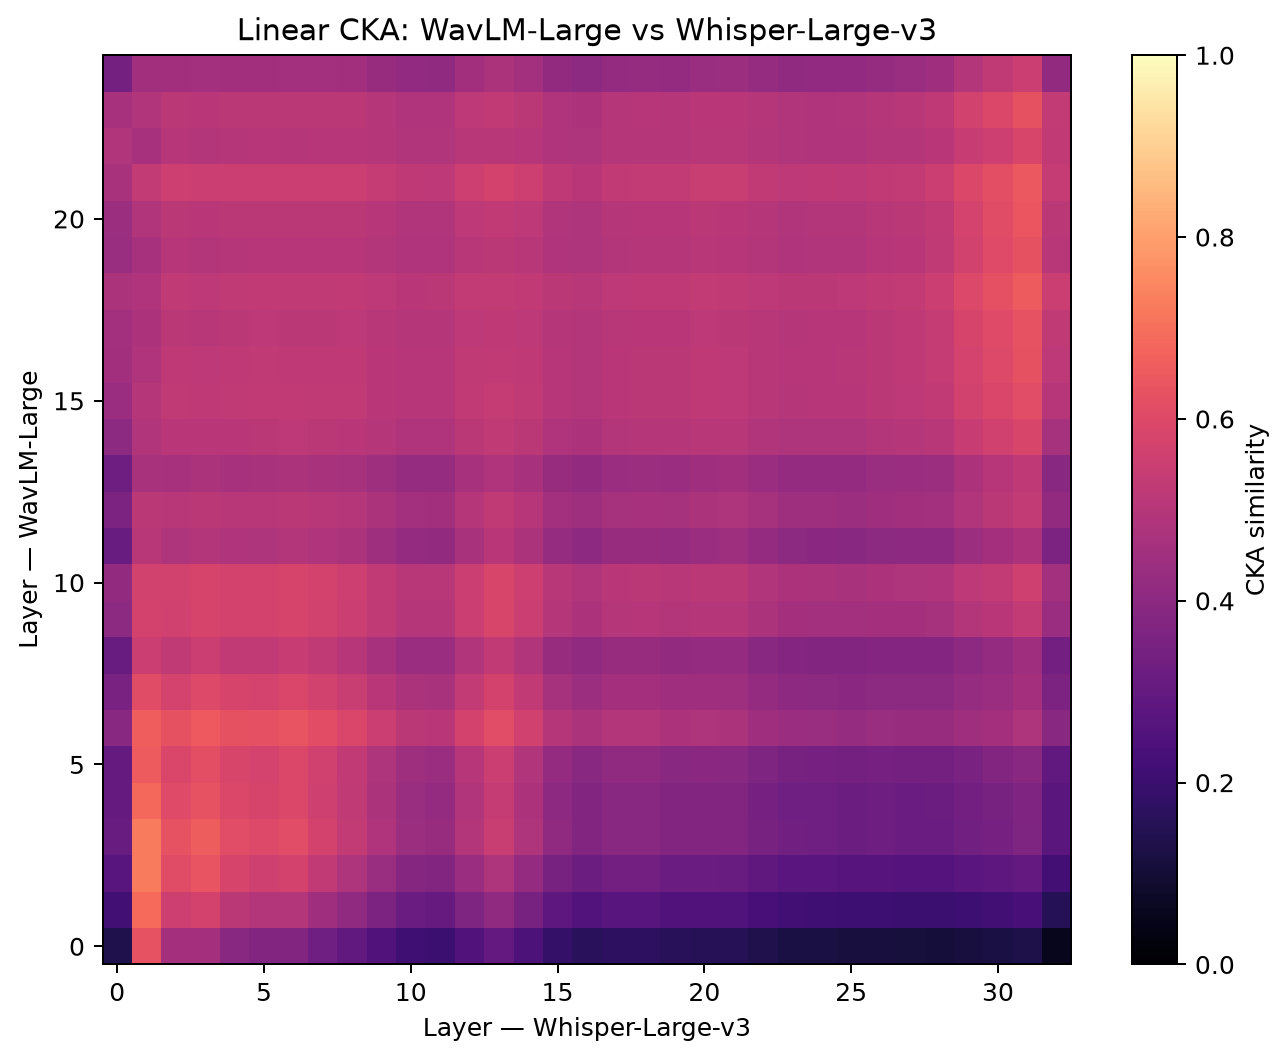 Linear CKA: WavLM-Large vs Whisper-Large-v3
Layer — WavLM-Large
20
15
10
5
0
0 5 10 15 20 25 30
Layer — Whisper-Large-v3
1.0
0.8
0.6
0.4
0.2
0.0
CKA similarity